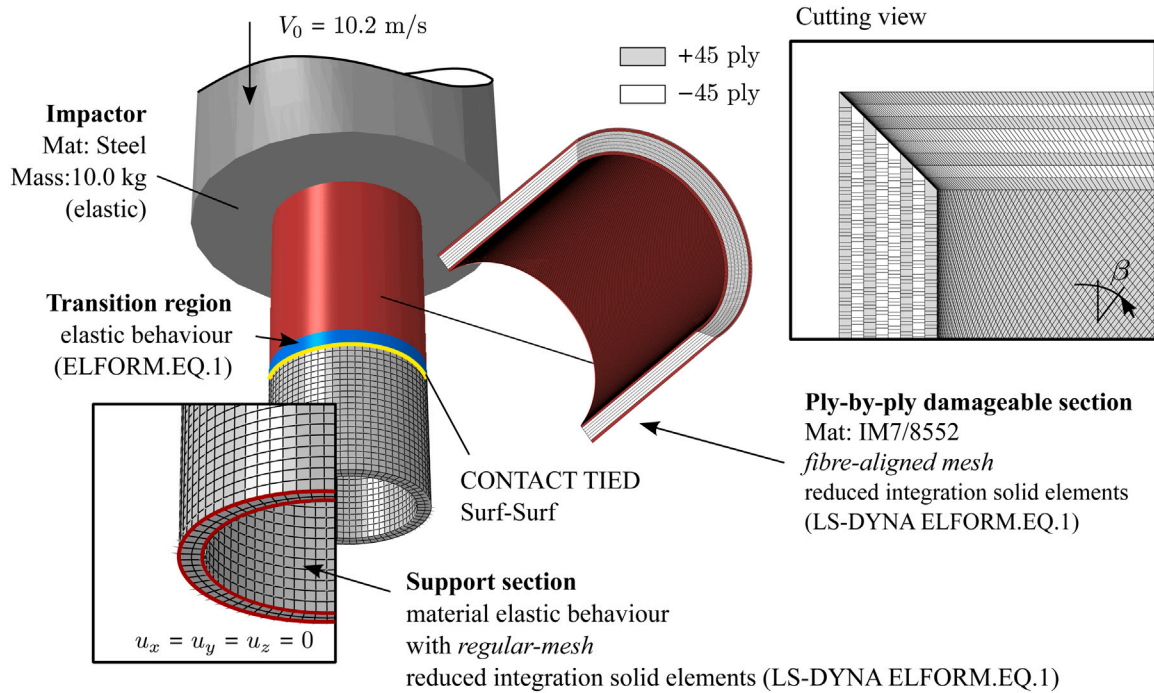 V₀ = 10.2 m/s
Cutting view
+45 ply
−45 ply
Impactor
Mat: Steel
Mass:10.0 kg
(elastic)
β
Transition region
elastic behaviour
(ELFORM.EQ.1)
Ply-by-ply damageable section
Mat: IM7/8552
fibre-aligned mesh
reduced integration solid elements
(LS-DYNA ELFORM.EQ.1)
CONTACT TIED
Surf-Surf
Support section
material elastic behaviour
with regular-mesh
reduced integration solid elements (LS-DYNA ELFORM.EQ.1)
uₓ = u_y = u_z = 0